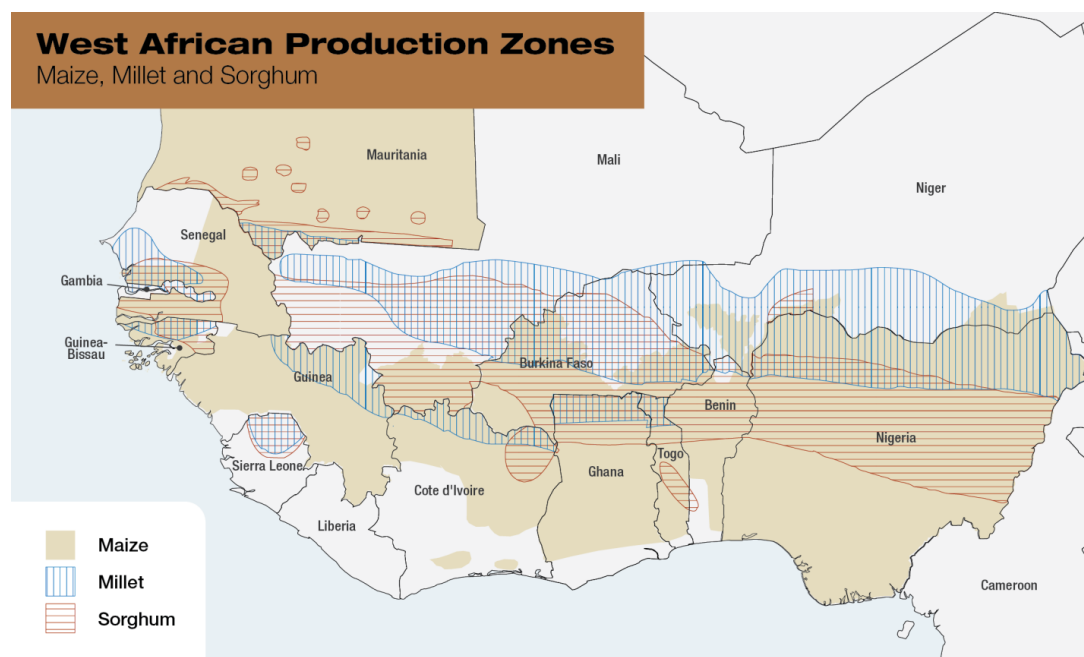 West African Production Zones
Maize, Millet and Sorghum
Mauritania
Mali
Niger
Senegal
Gambia
Guinea-
Bissau
Guinea
Burkina Faso
Benin
Nigeria
Sierra Leone
Togo
Ghana
Cote d'Ivoire
Liberia
Cameroon
Maize
Millet
Sorghum